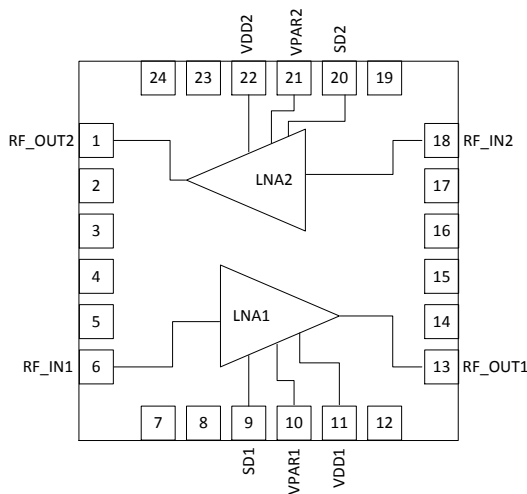 VDD2
VPAR2
SD2
24 23 22 21 20 19
RF_OUT2 1
18 RF_IN2
LNA2
2
17
3
16
4
15
5
14
LNA1
RF_IN1 6
13 RF_OUT1
7 8 9 10 11 12
SD1
VPAR1
VDD1